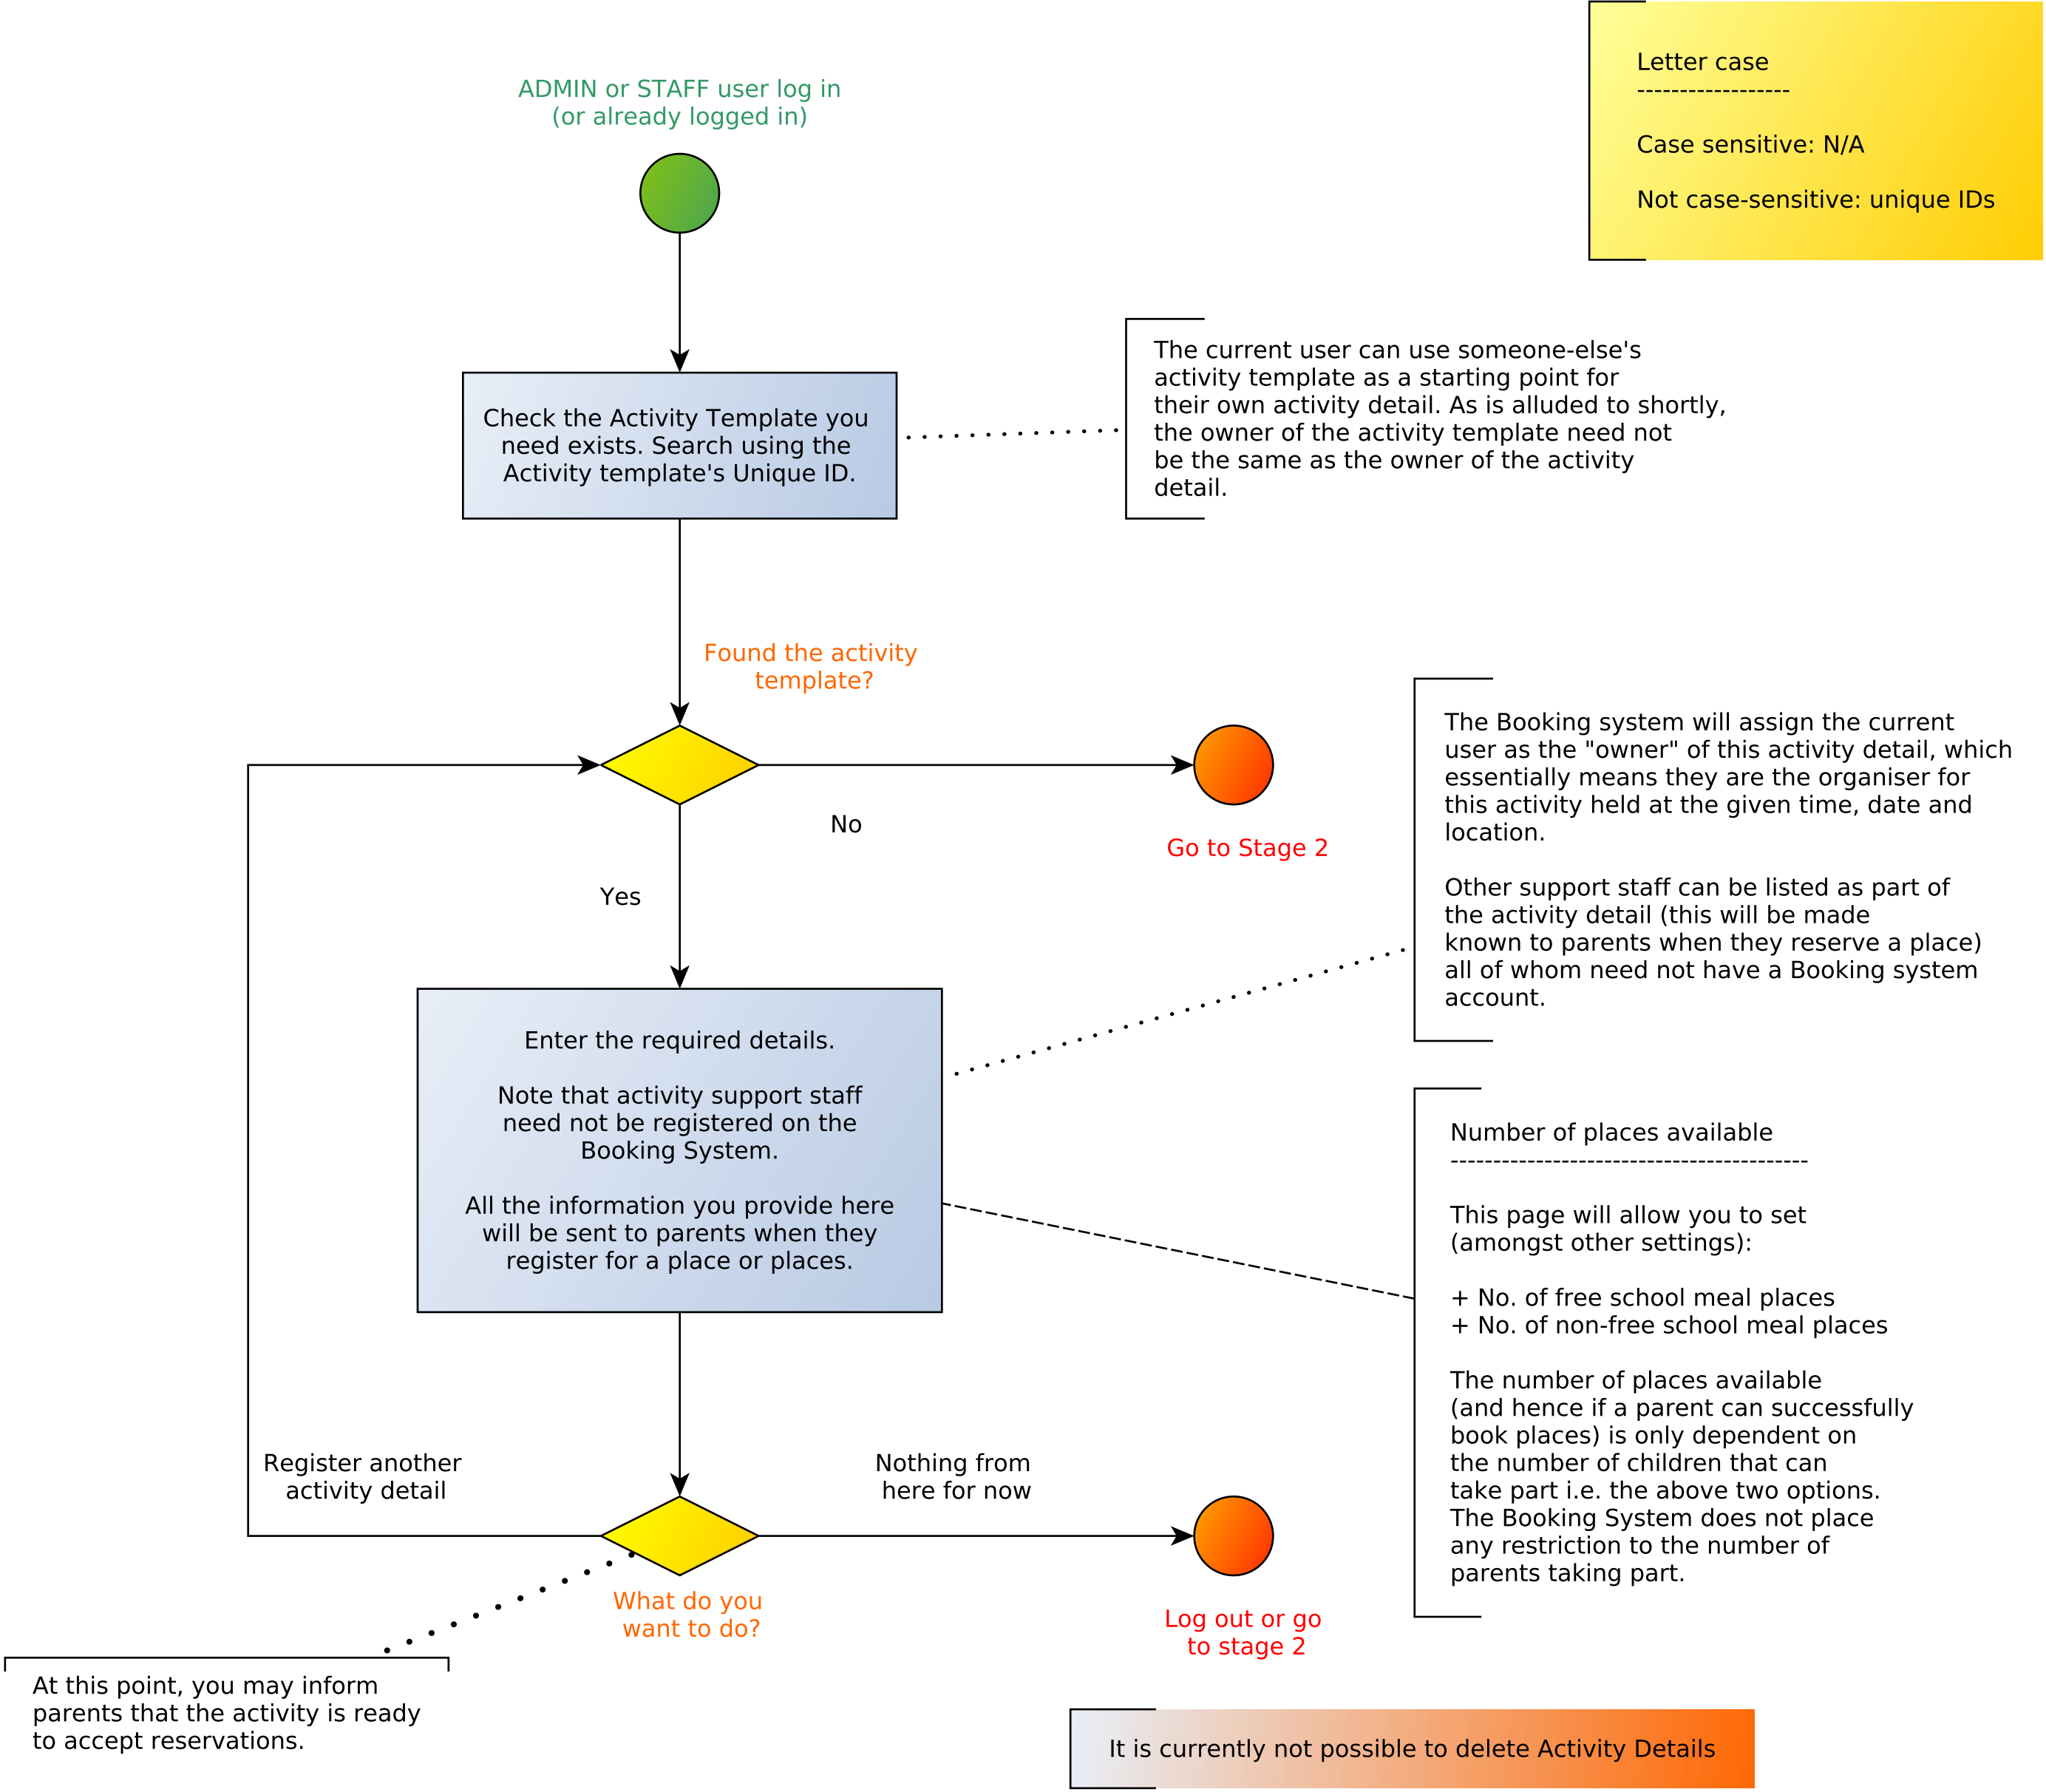 Letter case
------------------
Case sensitive: N/A
Not case-sensitive: unique IDs
ADMIN or STAFF user log in
(or already logged in)
Check the Activity Template you
need exists. Search using the
Activity template's Unique ID.
The current user can use someone-else's
activity template as a starting point for
their own activity detail. As is alluded to shortly,
the owner of the activity template need not
be the same as the owner of the activity
detail.
Found the activity
template?
No
Go to Stage 2
Yes
The Booking system will assign the current
user as the "owner" of this activity detail, which
essentially means they are the organiser for
this activity held at the given time, date and
location.
Other support staff can be listed as part of
the activity detail (this will be made
known to parents when they reserve a place)
all of whom need not have a Booking system
account.
Enter the required details.
Note that activity support staff
need not be registered on the
Booking System.
All the information you provide here
will be sent to parents when they
register for a place or places.
Number of places available
------------------------------------------
This page will allow you to set
(amongst other settings):
+ No. of free school meal places
+ No. of non-free school meal places
The number of places available
(and hence if a parent can successfully
book places) is only dependent on
the number of children that can
take part i.e. the above two options.
The Booking System does not place
any restriction to the number of
parents taking part.
Register another
activity detail
Nothing from
here for now
What do you
want to do?
Log out or go
to stage 2
At this point, you may inform
parents that the activity is ready
to accept reservations.
It is currently not possible to delete Activity Details